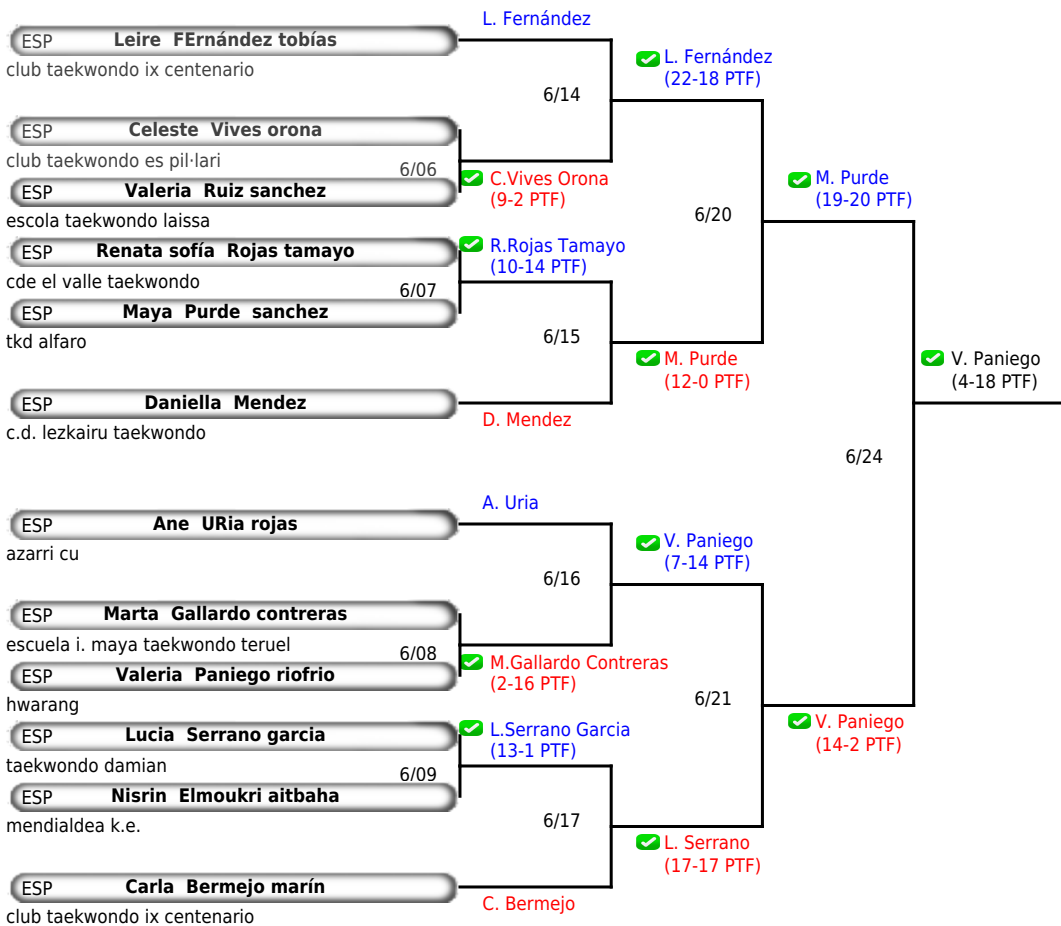 L. Fernández
ESP Leire FErnández tobías
club taekwondo ix centenario
L. Fernández
(22-18 PTF)
6/14
ESP Celeste Vives orona
club taekwondo es pil·lari
6/06
C.Vives Orona
(9-2 PTF)
ESP Valeria Ruiz sanchez
escola taekwondo laissa
M. Purde
(19-20 PTF)
6/20
ESP Renata sofía Rojas tamayo
R.Rojas Tamayo
(10-14 PTF)
cde el valle taekwondo
6/07
ESP Maya Purde sanchez
tkd alfaro
6/15
M. Purde
(12-0 PTF)
V. Paniego
(4-18 PTF)
ESP Daniella Mendez
c.d. lezkairu taekwondo
D. Mendez
6/24
A. Uria
ESP Ane URia rojas
azarri cu
V. Paniego
(7-14 PTF)
6/16
ESP Marta Gallardo contreras
escuela i. maya taekwondo teruel
6/08
M.Gallardo Contreras
(2-16 PTF)
ESP Valeria Paniego riofrio
hwarang
6/21
V. Paniego
(14-2 PTF)
ESP Lucia Serrano garcia
L.Serrano Garcia
(13-1 PTF)
taekwondo damian
6/09
ESP Nisrin Elmoukri aitbaha
mendialdea k.e.
6/17
L. Serrano
(17-17 PTF)
ESP Carla Bermejo marín
club taekwondo ix centenario
C. Bermejo